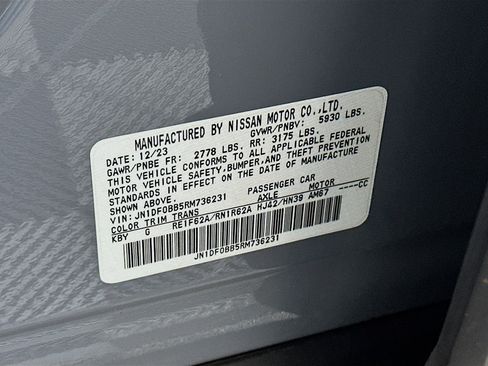 MANUFACTURED BY NISSAN MOTOR CO.,LTD.
DATE: 12/23 GVWR/PNBV: 5930 LBS.
GAWR/PNBE FR: 2778 LBS. RR: 3175 LBS.
THIS VEHICLE CONFORMS TO ALL APPLICABLE FEDERAL
MOTOR VEHICLE SAFETY,BUMPER,AND THEFT PREVENTION
STANDARDS IN EFFECT ON THE DATE OF MANUFACTURE
SHOWN ABOVE.
VIN: JN1DF0BB5RM736231 PASSENGER CAR
COLOR TRIM TRANS AXLE MOTOR ----CC
KBY G RE1F62A/RN1R62A HJ42/HN39 AM67
JN1DF0BB5RM736231